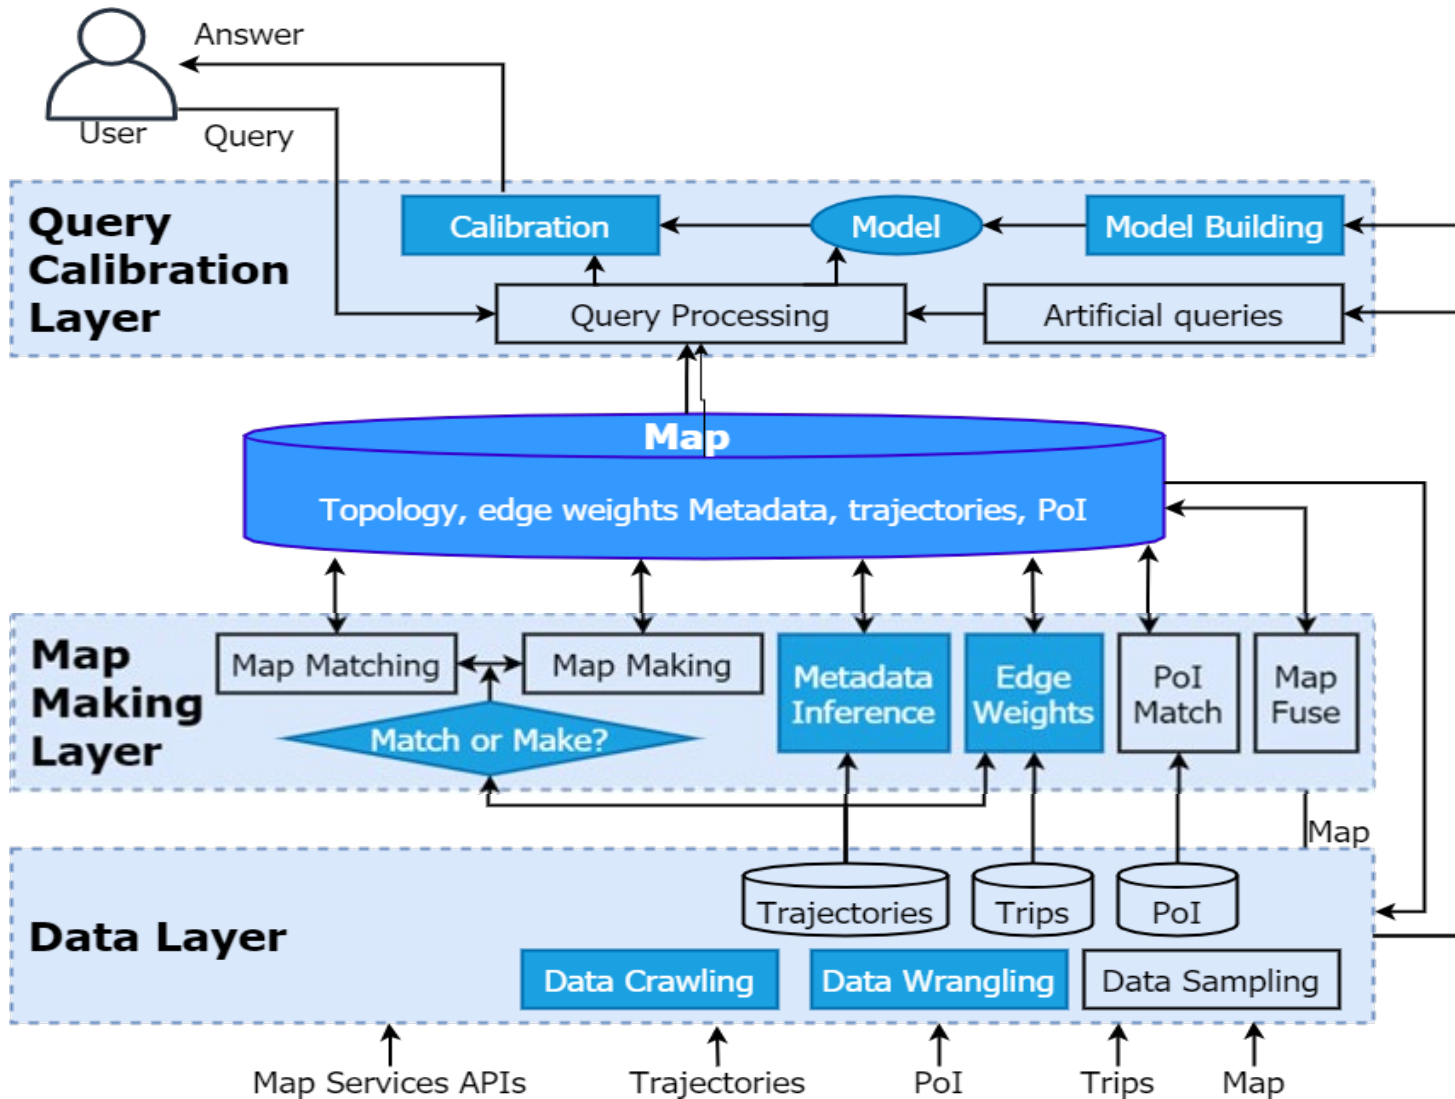 Answer
User
Query
Query
Calibration
Layer
Calibration
Model
Model Building
Query Processing
Artificial queries
Map
Topology, edge weights Metadata, trajectories, PoI
Map
Making
Layer
Map Matching
Map Making
Match or Make?
Metadata
Inference
Edge
Weights
PoI
Match
Map
Fuse
Map
Data Layer
Trajectories
Trips
PoI
Data Crawling
Data Wrangling
Data Sampling
Map Services APIs
Trajectories
PoI
Trips
Map